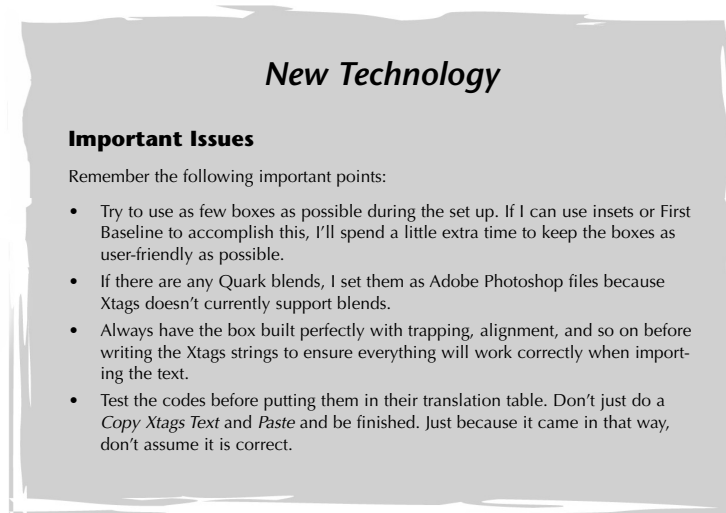 New Technology
Important Issues
Remember the following important points:
• Try to use as few boxes as possible during the set up. If I can use insets or First
Baseline to accomplish this, I’ll spend a little extra time to keep the boxes as
user-friendly as possible.
• If there are any Quark blends, I set them as Adobe Photoshop files because
Xtags doesn’t currently support blends.
• Always have the box built perfectly with trapping, alignment, and so on before
writing the Xtags strings to ensure everything will work correctly when import-
ing the text.
• Test the codes before putting them in their translation table. Don’t just do a
Copy Xtags Text and Paste and be finished. Just because it came in that way,
don’t assume it is correct.